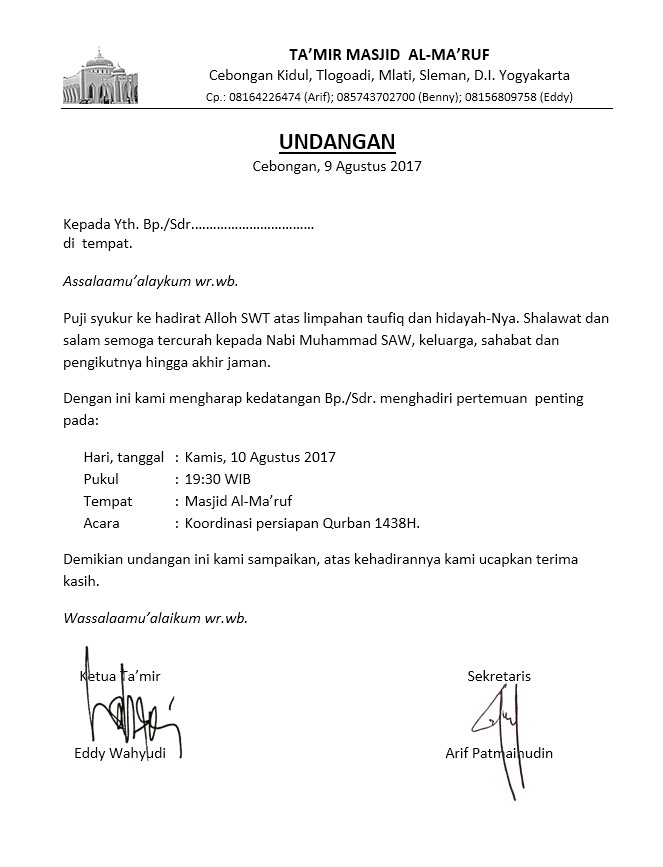 TA’MIR MASJID AL-MA’RUF
Cebongan Kidul, Tlogoadi, Mlati, Sleman, D.I. Yogyakarta
Cp.: 08164226474 (Arif); 085743702700 (Benny); 08156809758 (Eddy)
UNDANGAN
Cebongan, 9 Agustus 2017
Kepada Yth. Bp./Sdr.................................
di tempat.
Assalaamu’alaykum wr.wb.
Puji syukur ke hadirat Alloh SWT atas limpahan taufiq dan hidayah-Nya. Shalawat dan
salam semoga tercurah kepada Nabi Muhammad SAW, keluarga, sahabat dan
pengikutnya hingga akhir jaman.
Dengan ini kami mengharap kedatangan Bp./Sdr. menghadiri pertemuan penting
pada:
Hari, tanggal : Kamis, 10 Agustus 2017
Pukul : 19:30 WIB
Tempat : Masjid Al-Ma’ruf
Acara : Koordinasi persiapan Qurban 1438H.
Demikian undangan ini kami sampaikan, atas kehadirannya kami ucapkan terima
kasih.
Wassalaamu’alaikum wr.wb.
Ketua Ta’mir Sekretaris
Eddy Wahyudi Arif Patmainudin